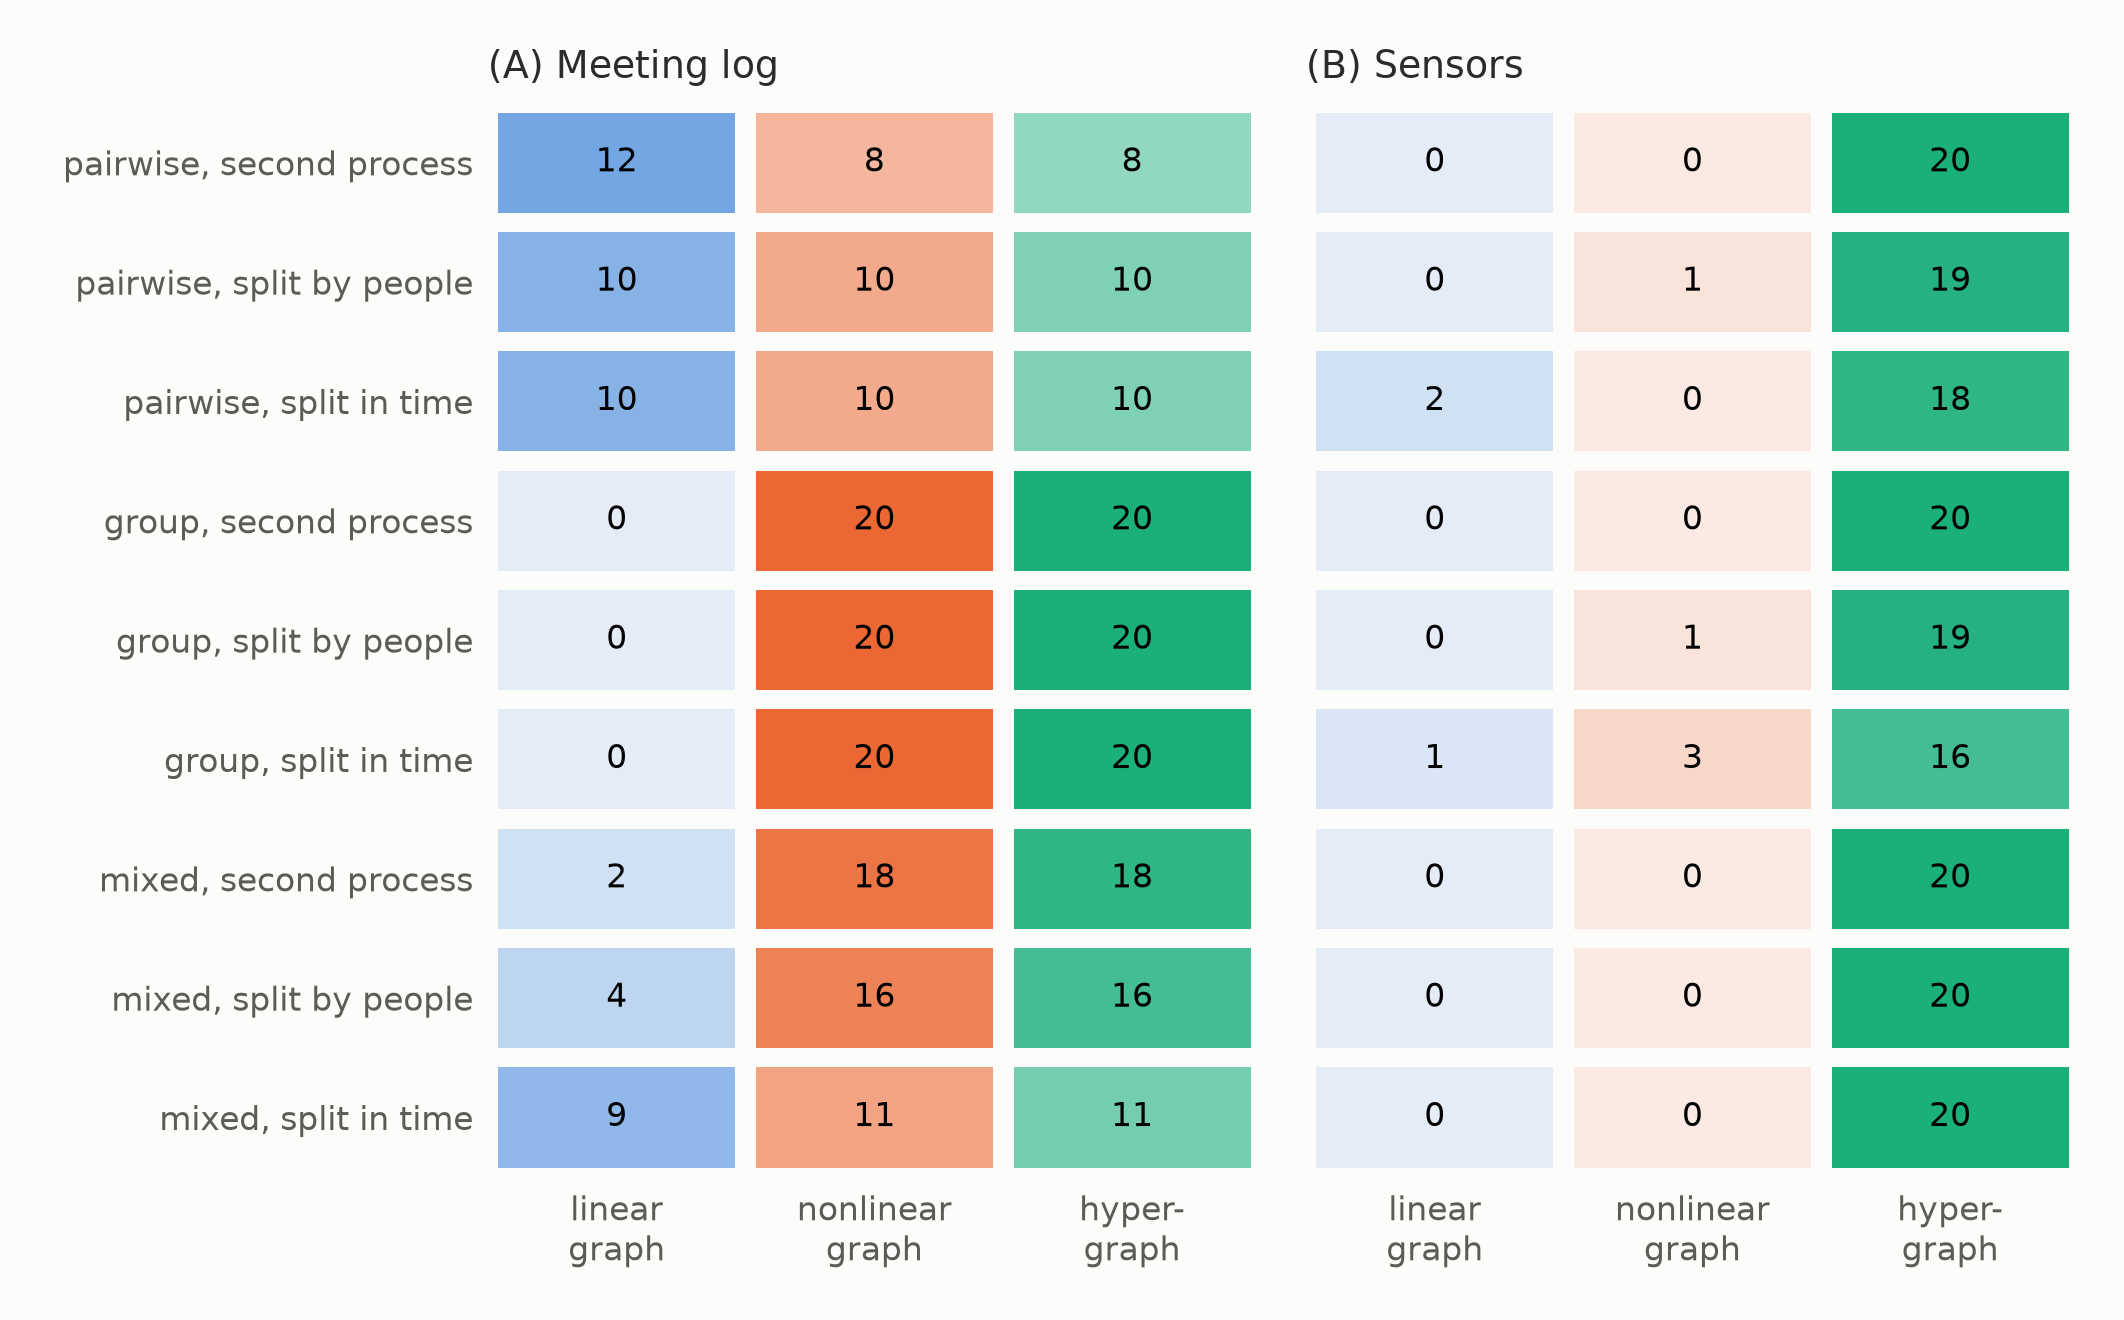 (A) Meeting log
(B) Sensors
pairwise, second process 12 8 8 0 0 20
pairwise, split by people 10 10 10 0 1 19
pairwise, split in time 10 10 10 2 0 18
group, second process 0 20 20 0 0 20
group, split by people 0 20 20 0 1 19
group, split in time 0 20 20 1 3 16
mixed, second process 2 18 18 0 0 20
mixed, split by people 4 16 16 0 0 20
mixed, split in time 9 11 11 0 0 20
linear nonlinear hyper- linear nonlinear hyper-
graph graph graph graph graph graph